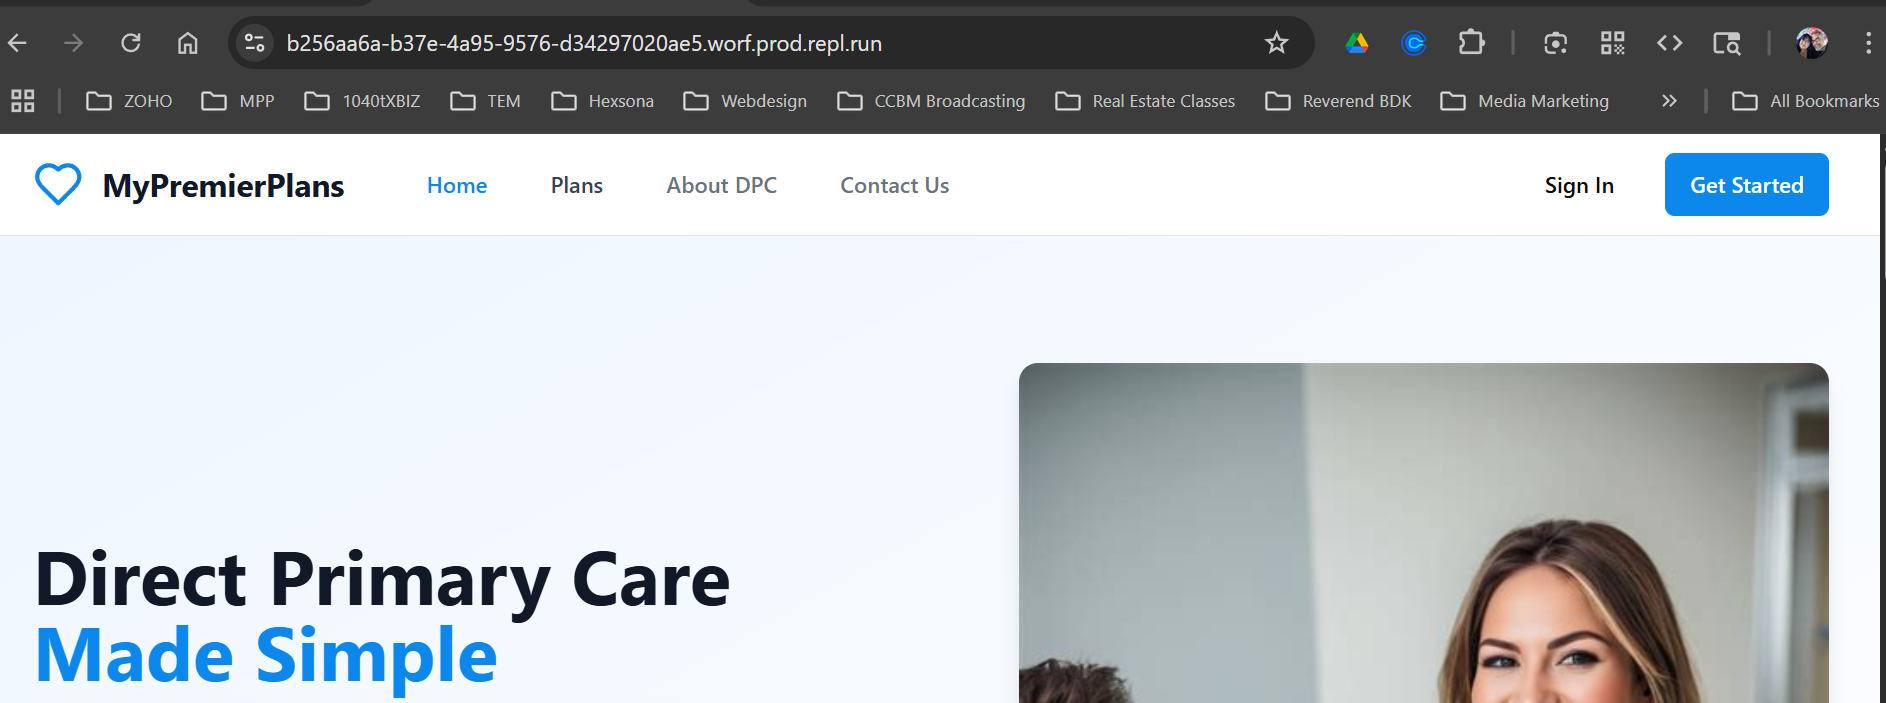 b256aa6a-b37e-4a95-9576-d34297020ae5.worf.prod.repl.run
ZOHO MPP 1040tXBIZ TEM Hexsona Webdesign CCBM Broadcasting Real Estate Classes Reverend BDK Media Marketing » All Bookmarks
MyPremierPlans Home Plans About DPC Contact Us Sign In Get Started
Direct Primary Care
Made Simple